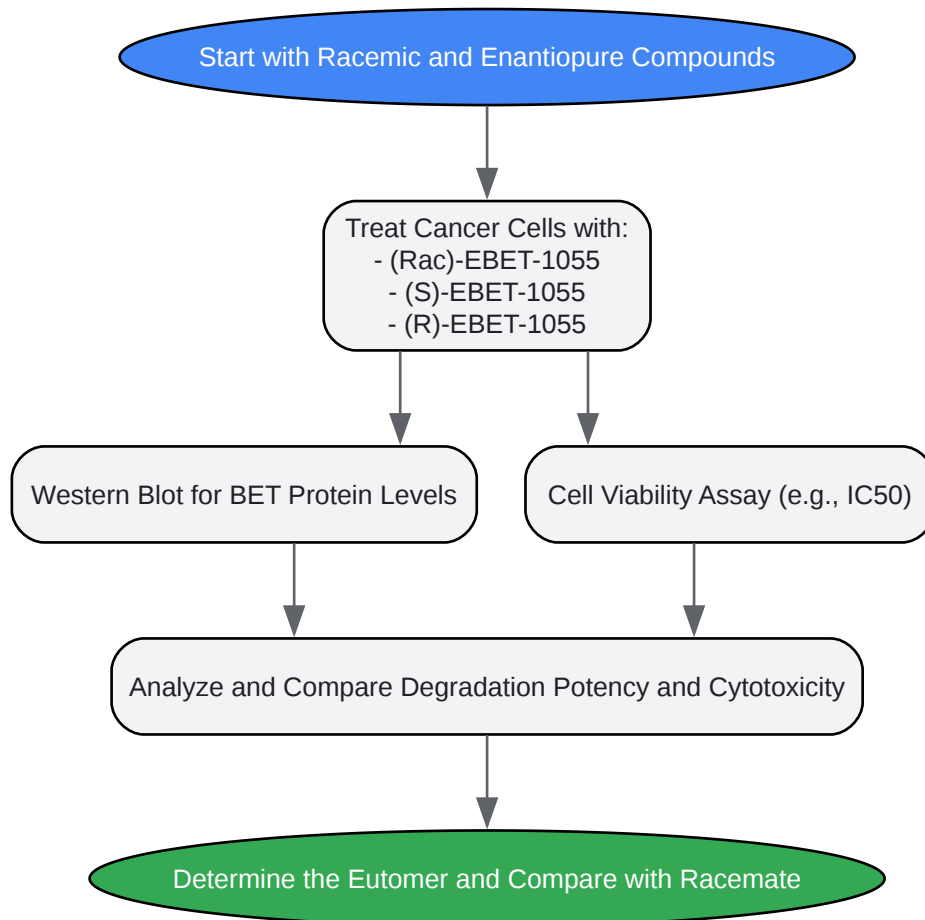 Start with Racemic and Enantiopure Compounds
Treat Cancer Cells with:
- (Rac)-EBET-1055
- (S)-EBET-1055
- (R)-EBET-1055
Western Blot for BET Protein Levels
Cell Viability Assay (e.g., IC50)
Analyze and Compare Degradation Potency and Cytotoxicity
Determine the Eutomer and Compare with Racemate